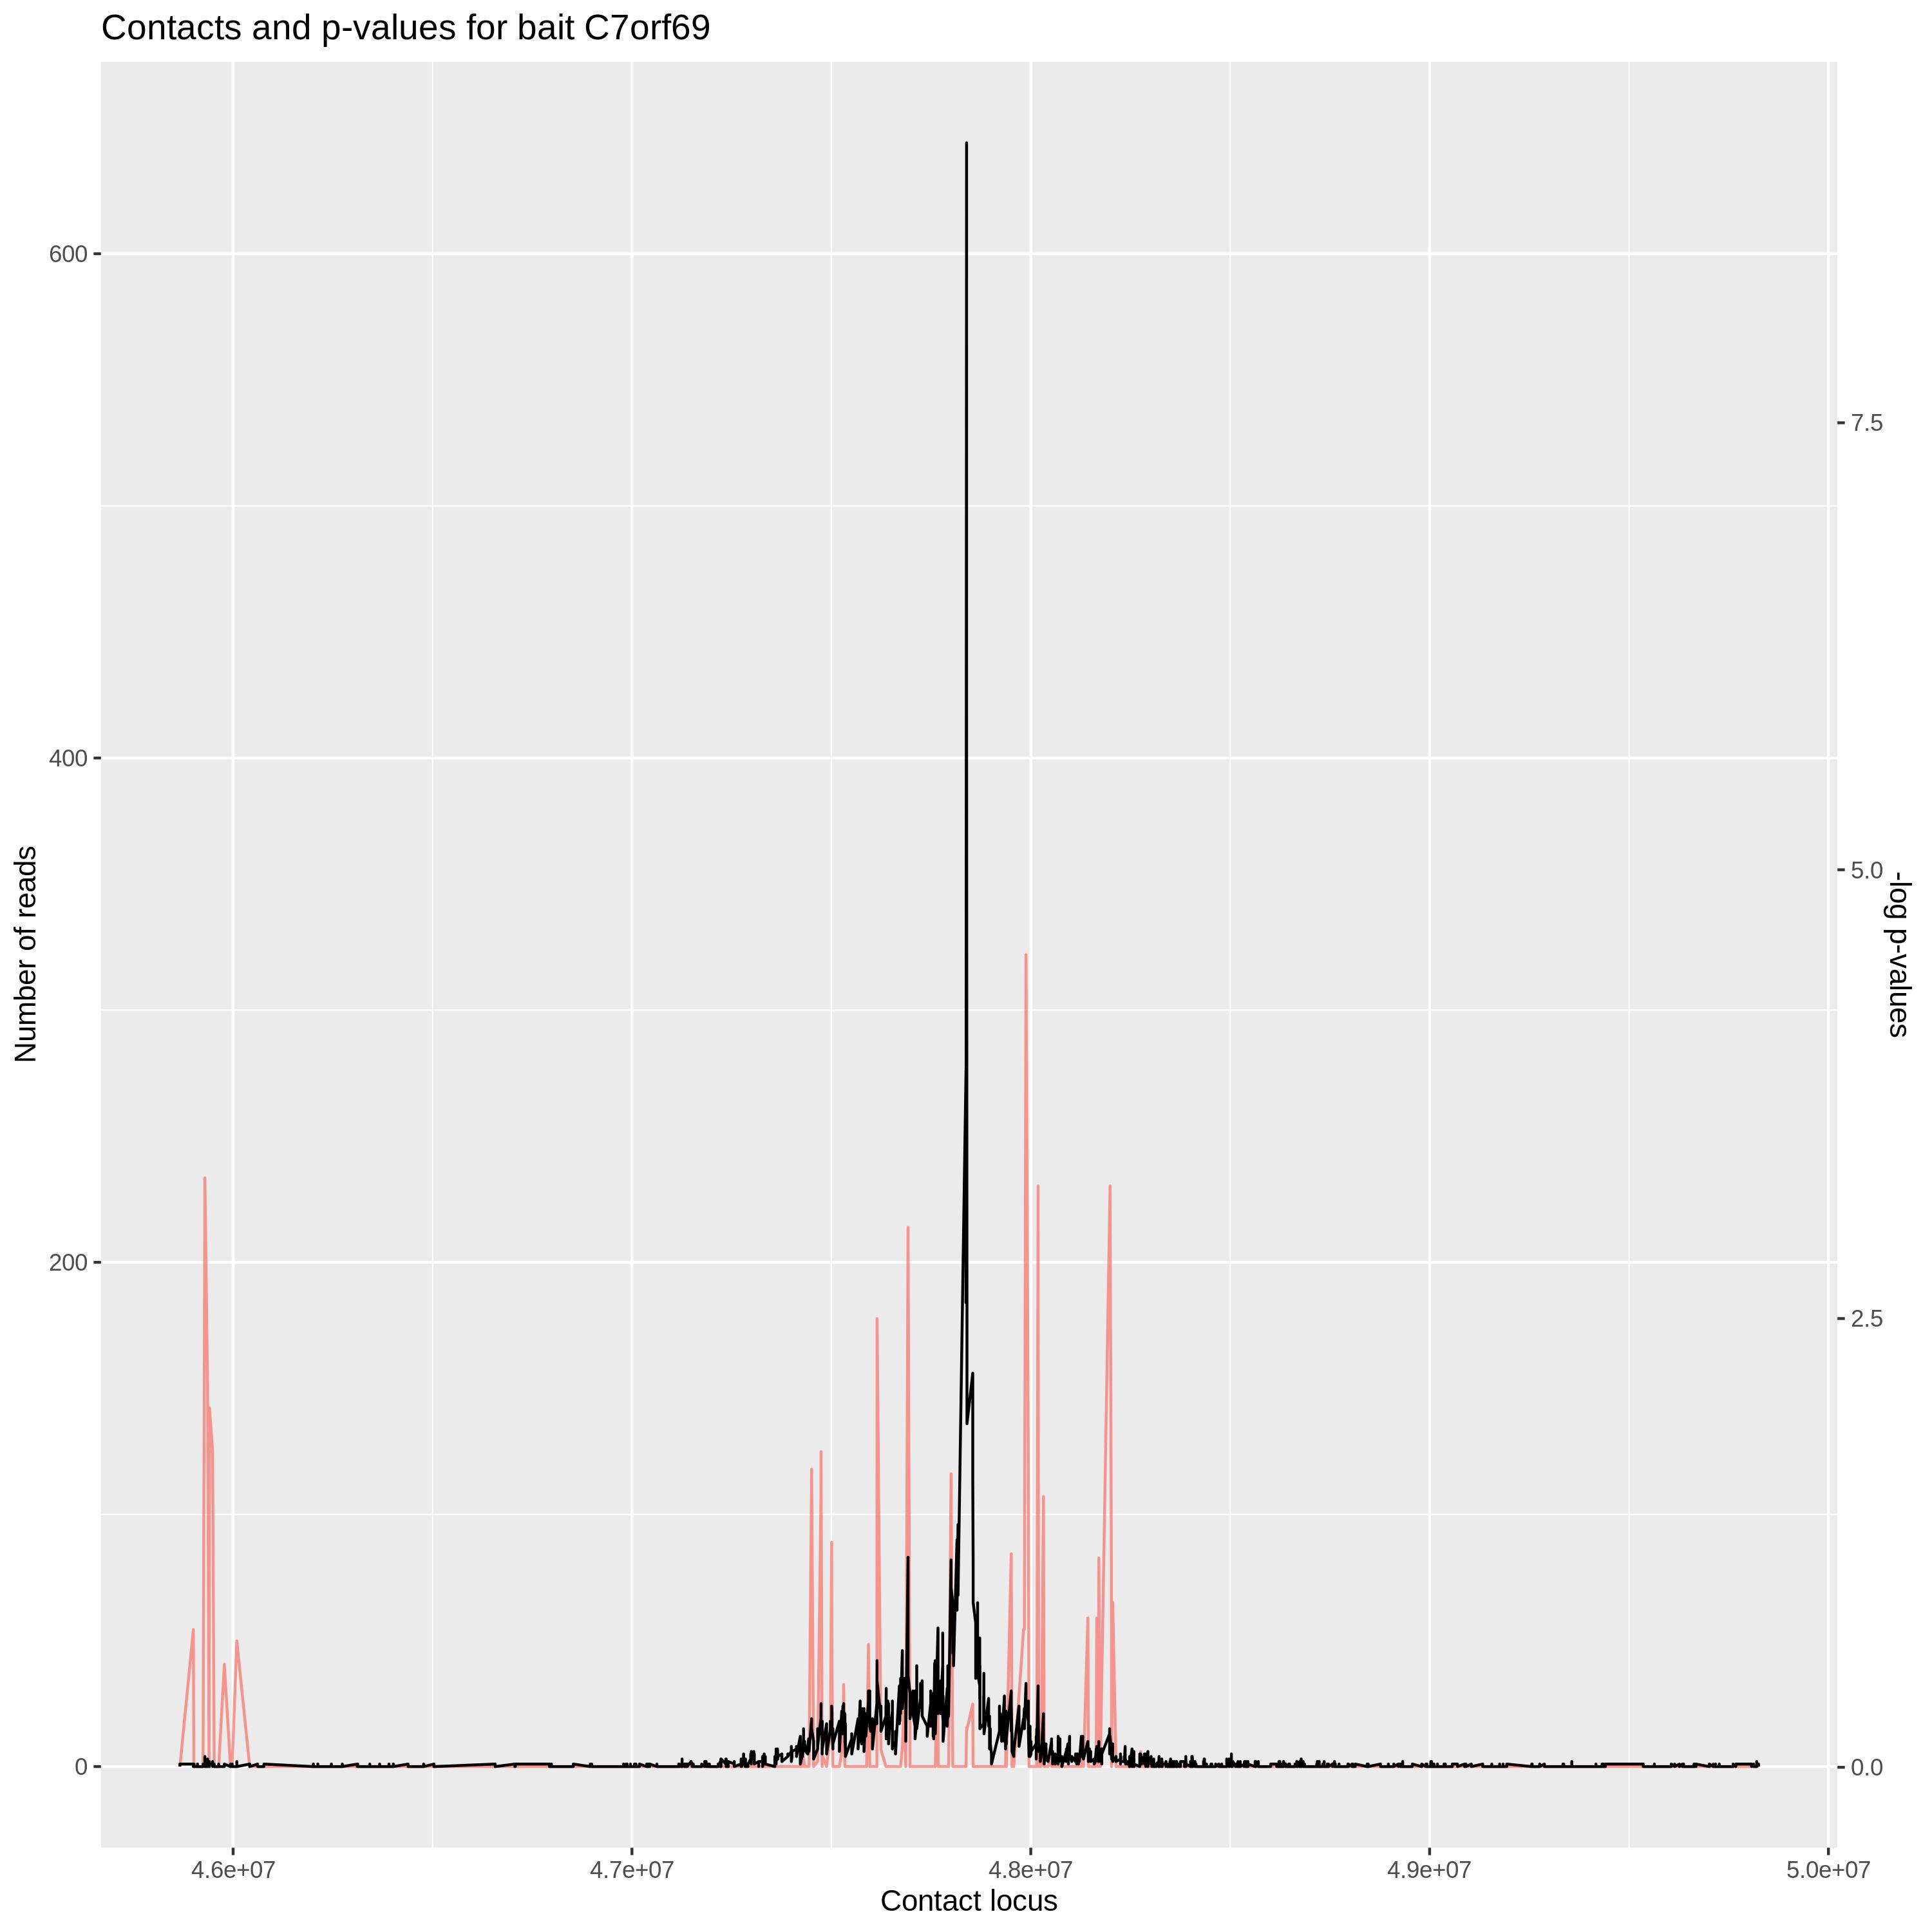 Contacts and p-values for bait C7orf69
600
400
200
0
7.5
5.0
2.5
0.0
Number of reads
-log p-values
4.6e+07
4.7e+07
4.8e+07
4.9e+07
5.0e+07
Contact locus